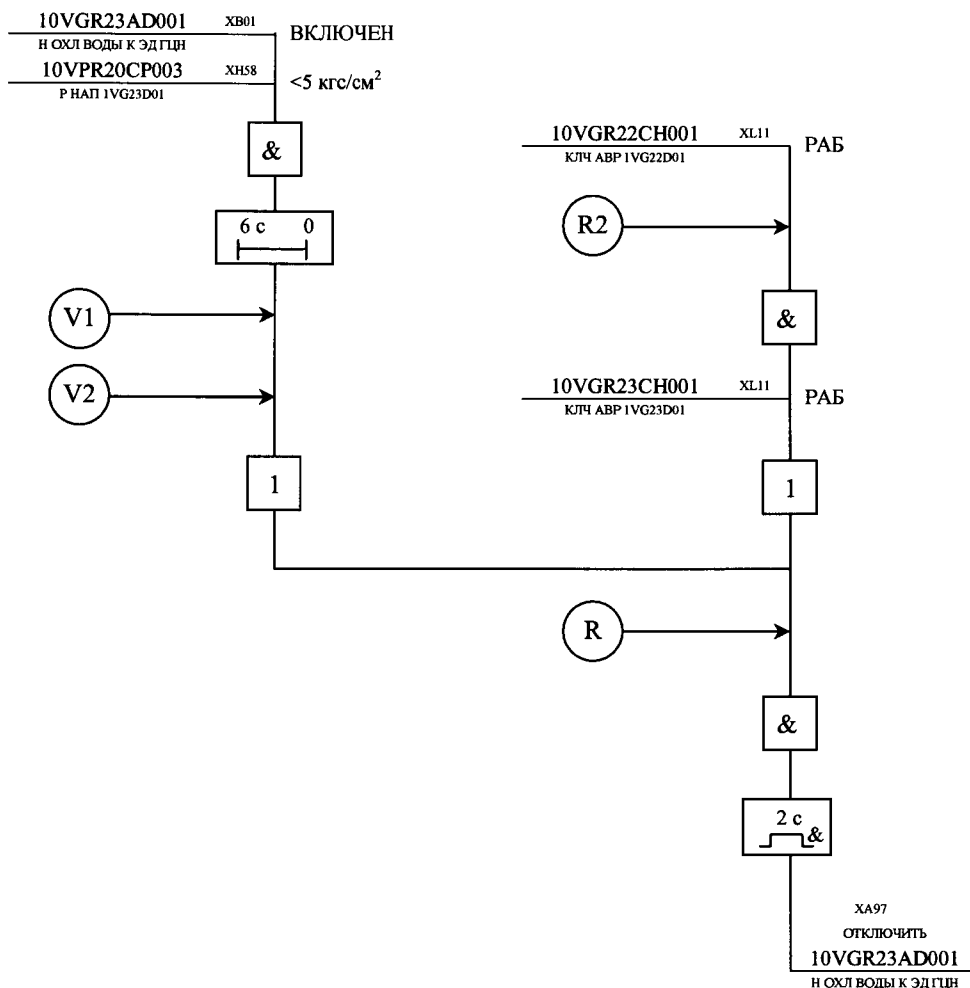 10VGR23AD001 XB01 ВКЛЮЧЕН
Н ОХЛ ВОДЫ К ЭД ГЦН
10VPR20CP003 XH58 <5 кгс/см²
Р НАП 1VG23D01
&
6 с 0
V1
V2
1
10VGR22CH001 XL11 РАБ
КЛЧ АВР 1VG22D01
R2
&
10VGR23CH001 XL11 РАБ
КЛЧ АВР 1VG23D01
1
R
&
2 с
&
XA97
ОТКЛЮЧИТЬ
10VGR23AD001
Н ОХЛ ВОДЫ К ЭД ГЦН